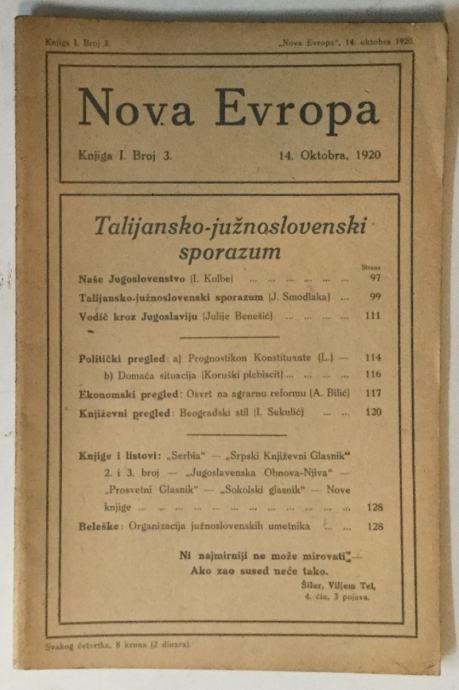 Knjiga I. Broj 3. „Nova Evropa“, 14. oktobra 1920.
Nova Evropa
Knjiga I. Broj 3. 14. Oktobra, 1920
Talijansko-južnoslovenski
sporazum
Strana
Naše Jugoslovenstvo (I. Kolbe) ... ... ... ... ... ... 97
Talijansko-južnoslovenski sporazum (J. Smodlaka) ... 99
Vodič kroz Jugoslaviju (Julije Benešić) ... ... ... ... 111
Politički pregled: a) Prognostikon Konstituante (L.) — 114
b) Domaća situacija (Koruški plebiscit) ... ... ... 116
Ekonomski pregled: Osvrt na agrarnu reformu (A. Bilić) 117
Književni pregled: Beogradski stil (I. Sekulić) ... ... 120
Knjige i listovi: „Serbia“ — „Srpski Književni Glasnik“
2. i 3. broj — „Jugoslavenska Obnova-Njiva“ —
„Prosvetni Glasnik“ — „Sokolski glasnik“ — Nove
knjige ... ... ... ... ... ... ... ... ... ... 128
Beleške: Organizacija južnoslovenskih umetnika ... ... 128
Ni najmirniji ne može mirovati —
Ako zao sused neće tako.
Šiler, Viljem Tel,
4. čin, 3 pojava.
Svakog četvrtka, 8 kruna (2 dinara).